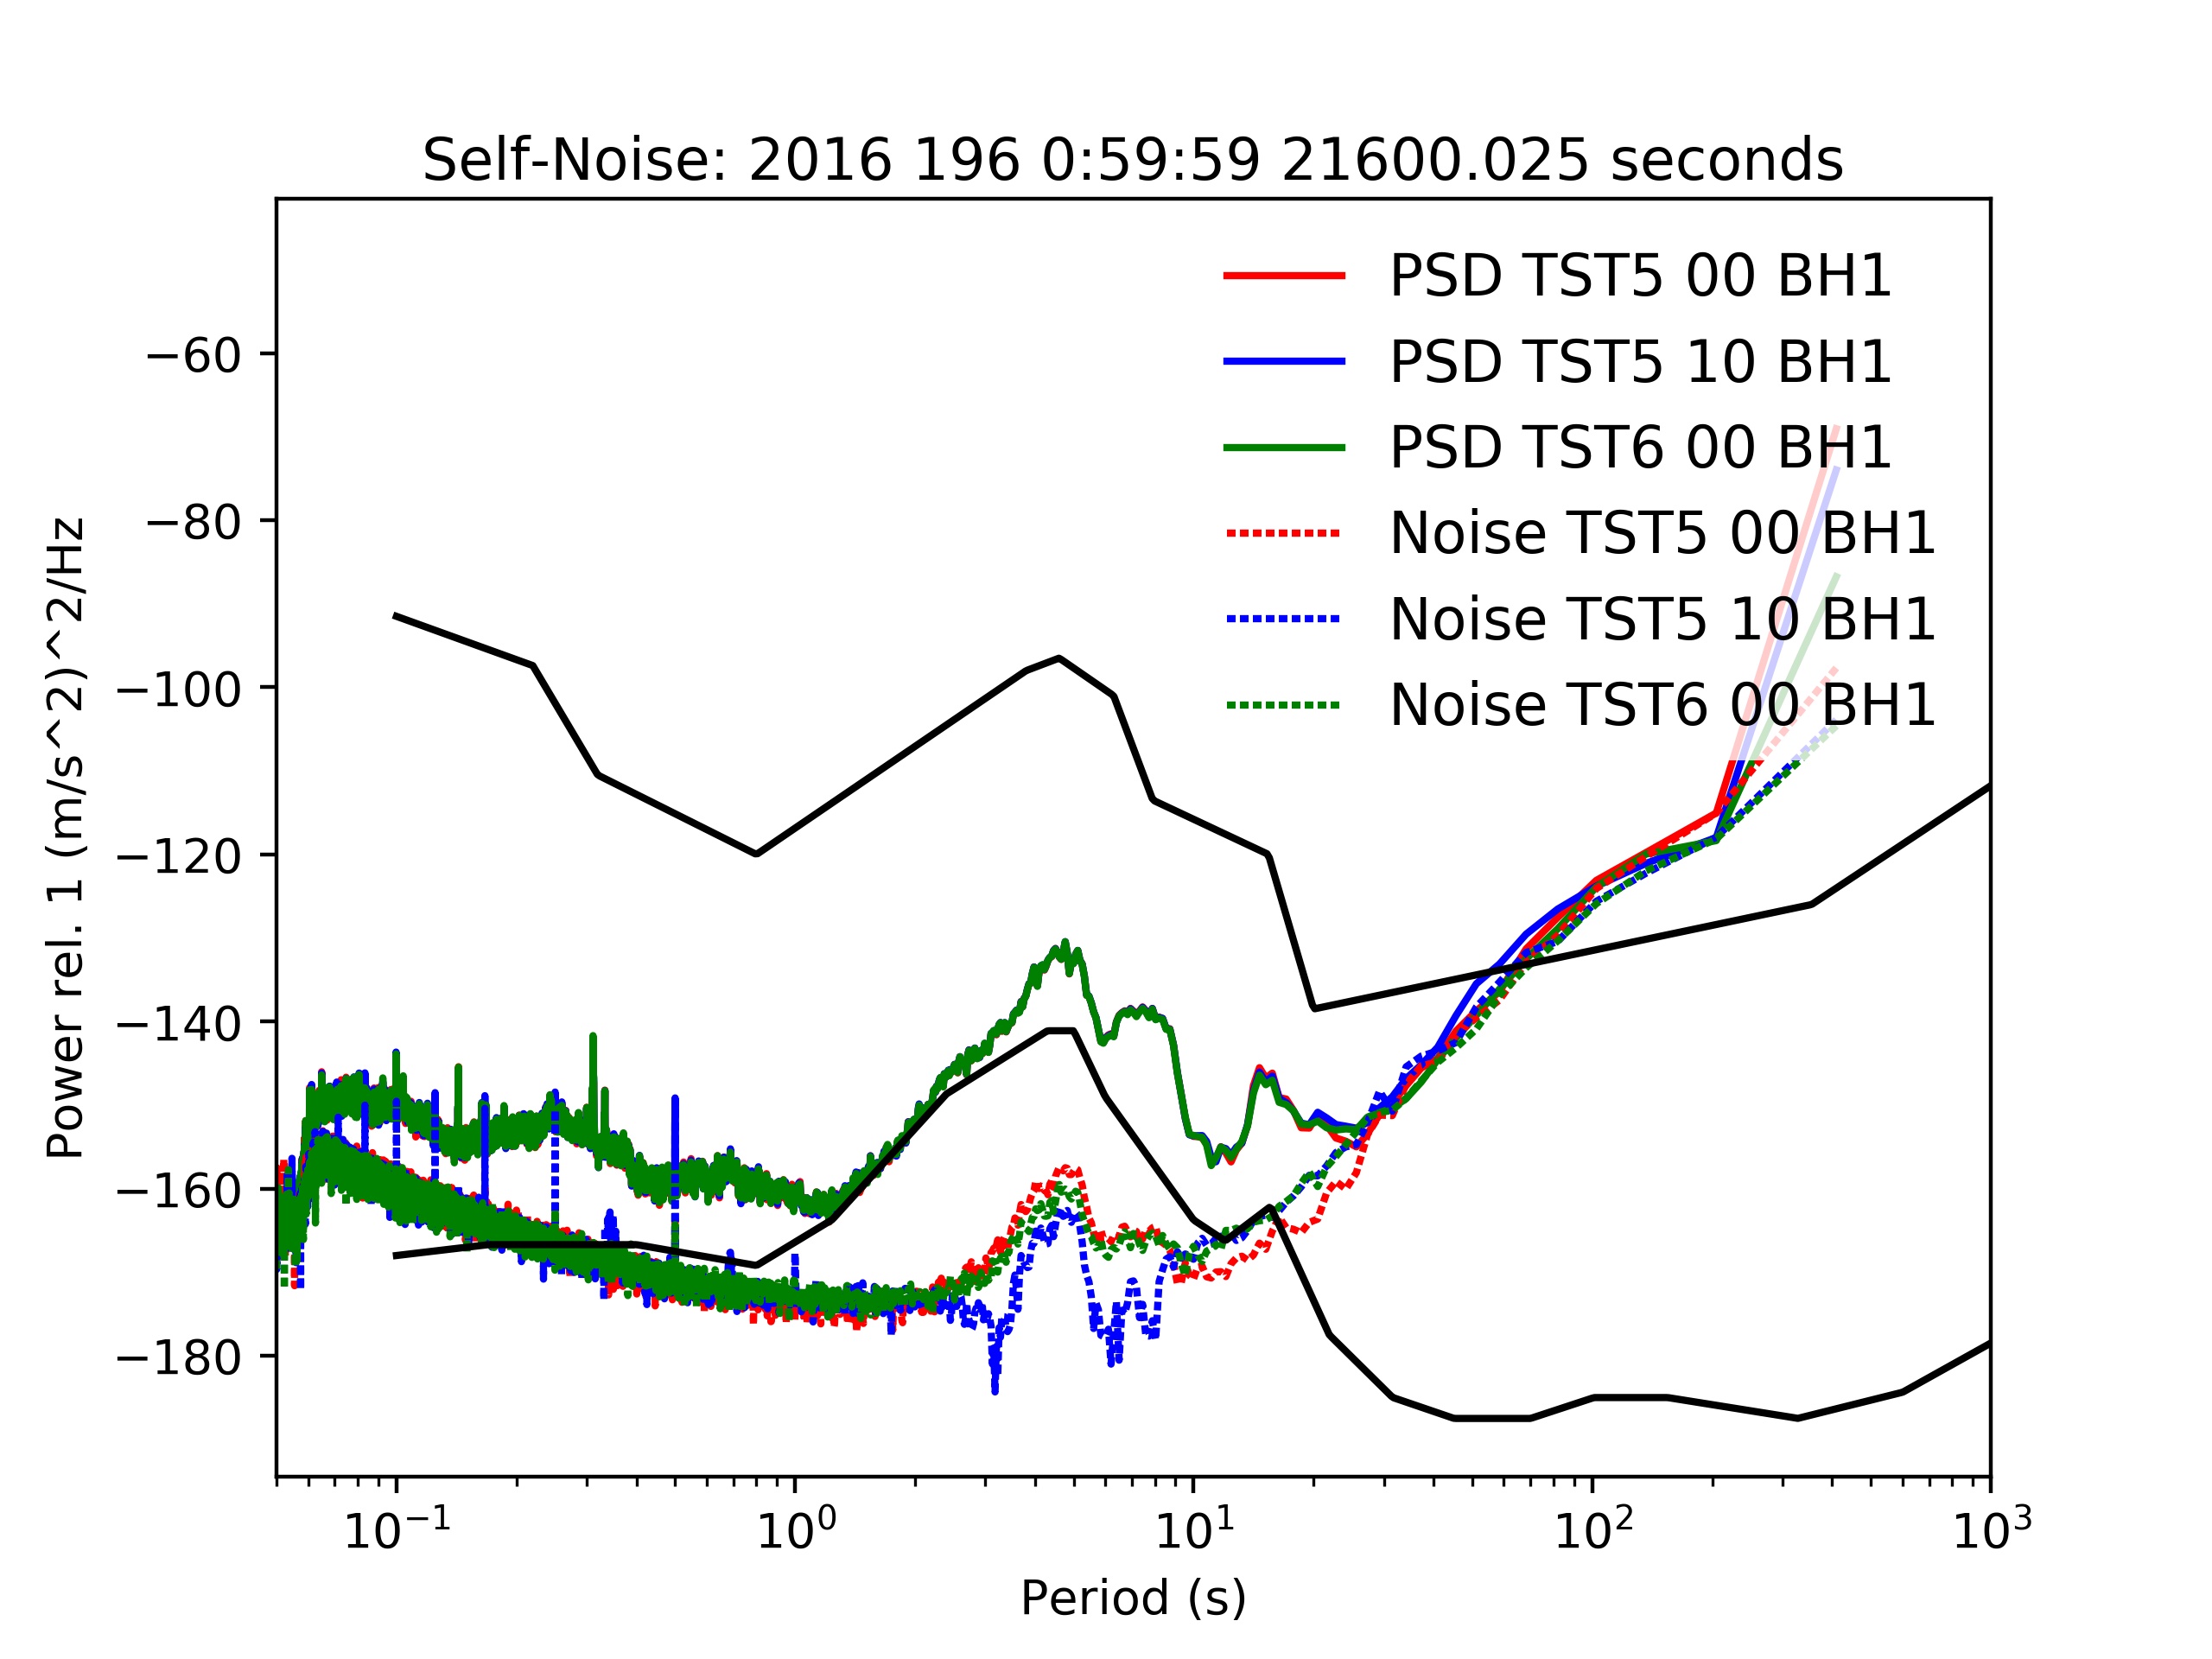 Self-Noise: 2016 196 0:59:59 21600.025 seconds
PSD TST5 00 BH1
PSD TST5 10 BH1
PSD TST6 00 BH1
Noise TST5 00 BH1
Noise TST5 10 BH1
Noise TST6 00 BH1
Power rel. 1 (m/s^2)^2/Hz
−60
−80
−100
−120
−140
−160
−180
10⁻¹ 10⁰ 10¹ 10² 10³
Period (s)